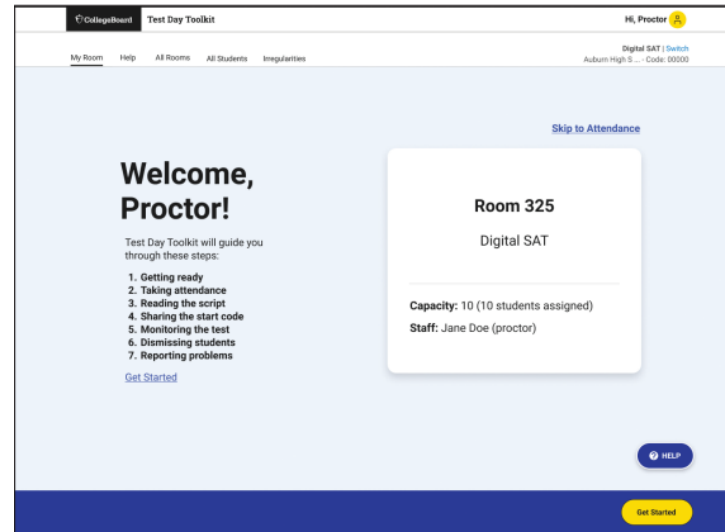 CollegeBoard
Test Day Toolkit
Hi, Proctor
My Room
Help
All Rooms
All Students
Irregularities
Digital SAT | Switch
Auburn High S ... - Code: 00000
Skip to Attendance
Welcome,
Proctor!
Test Day Toolkit will guide you
through these steps:
1. Getting ready
2. Taking attendance
3. Reading the script
4. Sharing the start code
5. Monitoring the test
6. Dismissing students
7. Reporting problems
Get Started
Room 325
Digital SAT
Capacity: 10 (10 students assigned)
Staff: Jane Doe (proctor)
? HELP
Get Started